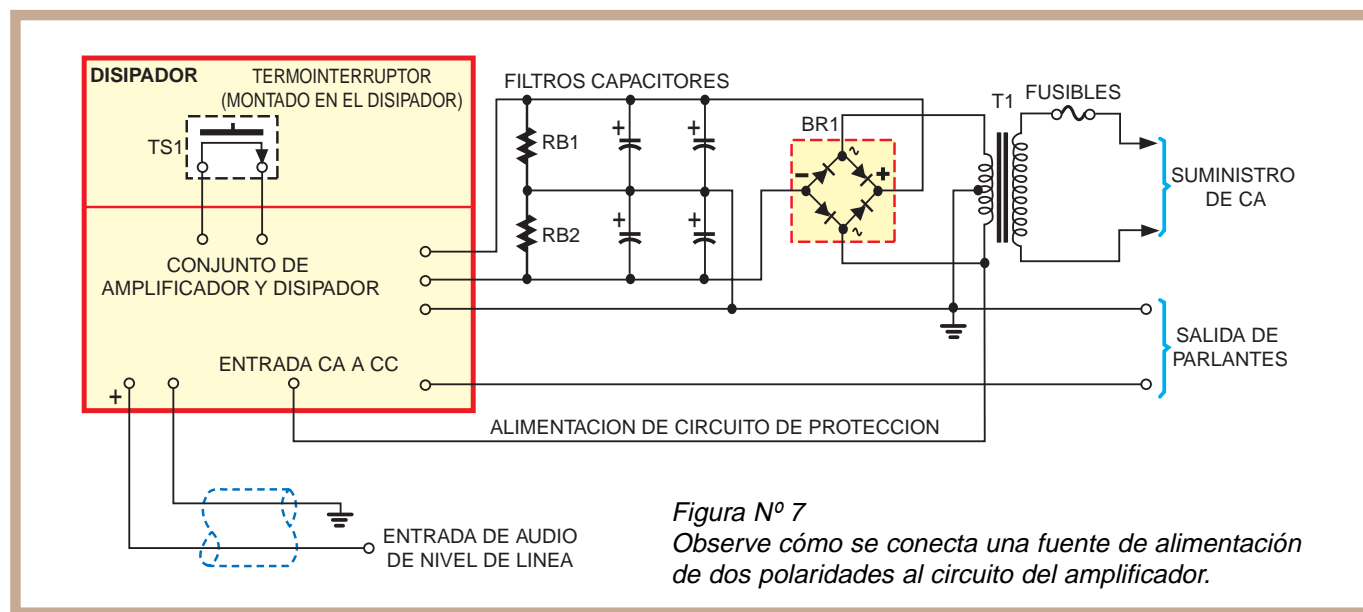 DISIPADOR
TERMOINTERRUPTOR
(MONTADO EN EL DISIPADOR)
TS1
FILTROS CAPACITORES
RB1
RB2
+
+
+
+
BR1
~
-
+
~
T1
FUSIBLES
SUMINISTRO
DE CA
CONJUNTO DE
AMPLIFICADOR Y DISIPADOR
ENTRADA CA A CC
+
SALIDA DE
PARLANTES
ALIMENTACION DE CIRCUITO DE PROTECCION
ENTRADA DE AUDIO
DE NIVEL DE LINEA
Figura Nº 7
Observe cómo se conecta una fuente de alimentación
de dos polaridades al circuito del amplificador.